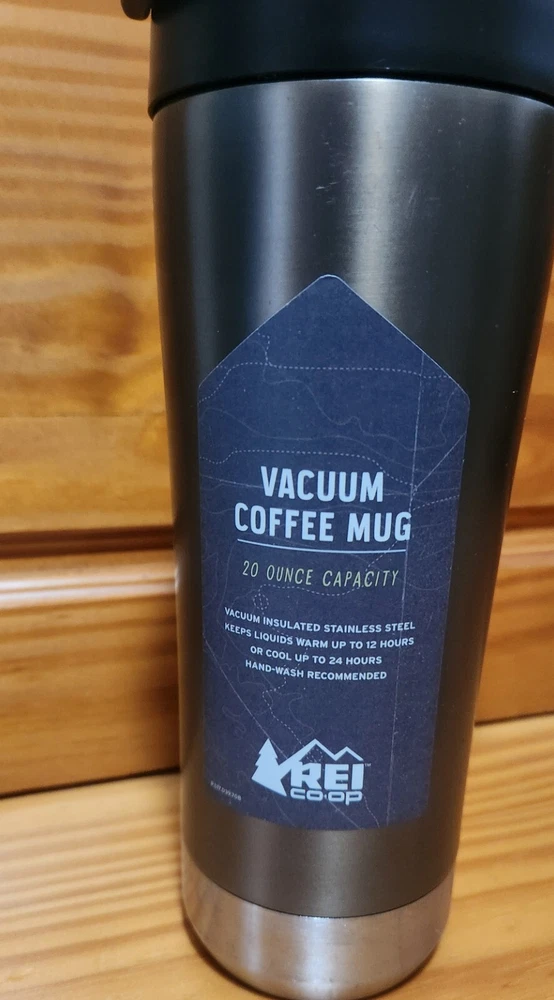 VACUUM
COFFEE MUG
20 OUNCE CAPACITY
VACUUM INSULATED STAINLESS STEEL
KEEPS LIQUIDS WARM UP TO 12 HOURS
OR COOL UP TO 24 HOURS
HAND-WASH RECOMMENDED
REI™
CO·OP